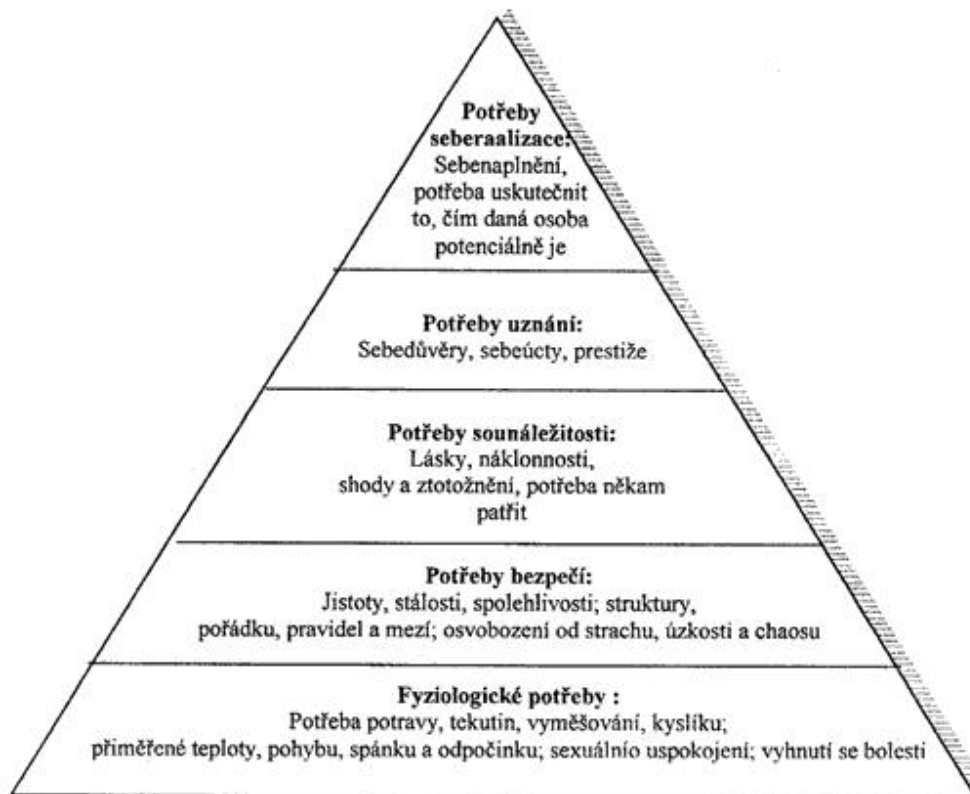 Potřeby
seberaalizace:
Sebenaplnění,
potřeba uskutečnit
to, čím daná osoba
potenciálně je
Potřeby uznání:
Sebedůvěry, sebeúcty, prestiže
Potřeby sounáležitosti:
Lásky, náklonnosti,
shody a ztotožnění, potřeba někam
patřit
Potřeby bezpečí:
Jistoty, stálosti, spolehlivosti; struktury,
pořádku, pravidel a mezí; osvobození od strachu, úzkosti a chaosu
Fyziologické potřeby :
Potřeba potravy, tekutin, vyměšování, kyslíku;
přiměřené teploty, pohybu, spánku a odpočinku; sexuálnío uspokojení; vyhnutí se bolesti